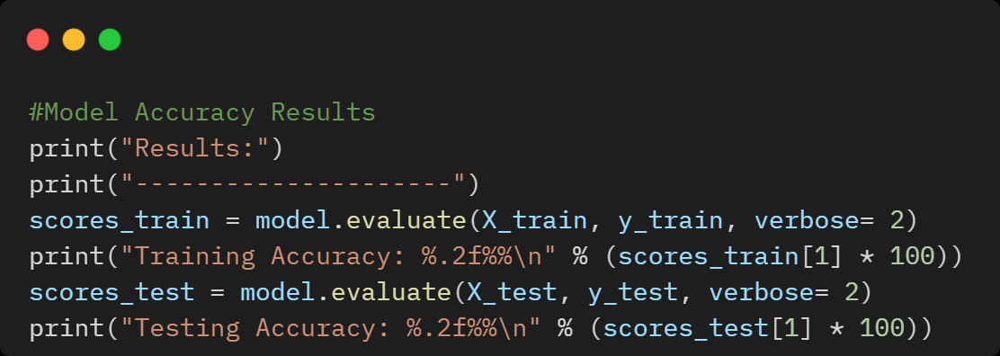 #Model Accuracy Results
print("Results:")
print("---------------------")
scores_train = model.evaluate(X_train, y_train, verbose= 2)
print("Training Accuracy: %.2f%%\n" % (scores_train[1] * 100))
scores_test = model.evaluate(X_test, y_test, verbose= 2)
print("Testing Accuracy: %.2f%%\n" % (scores_test[1] * 100))